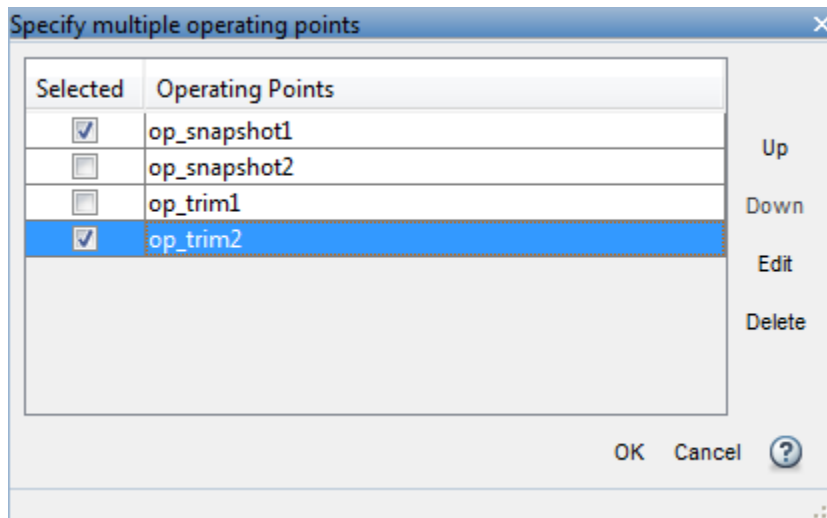 Specify multiple operating points
Selected Operating Points
op_snapshot1
op_snapshot2
op_trim1
op_trim2
Up
Down
Edit
Delete
OK Cancel ?